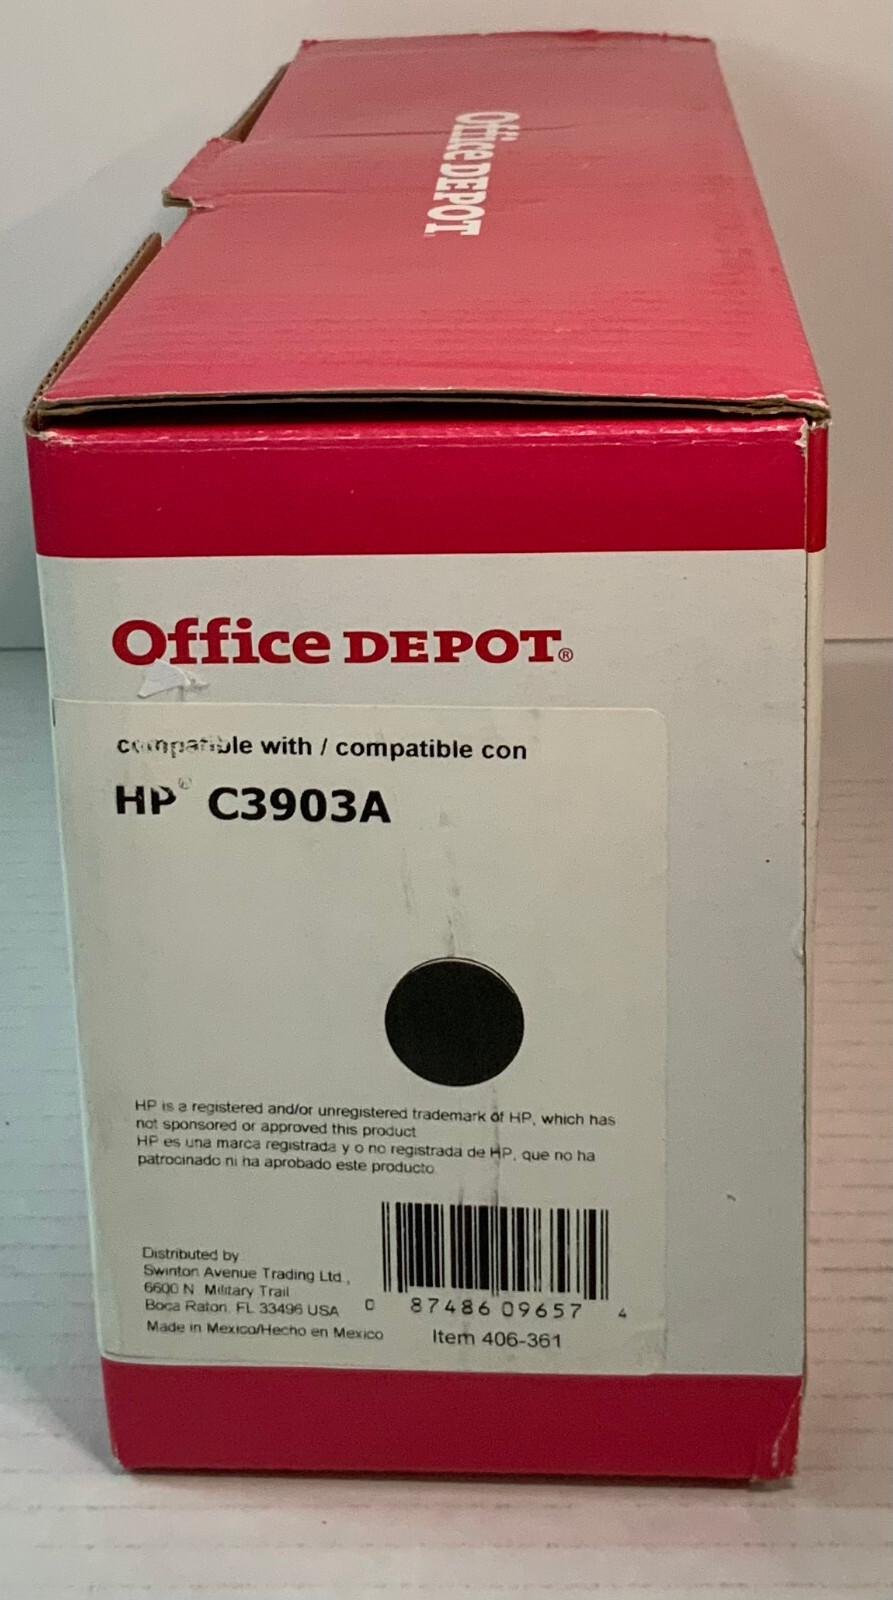 Office DEPOT
Office DEPOT®
compatible with / compatible con
HP® C3903A
HP is a registered and/or unregistered trademark of HP, which has
not sponsored or approved this product
HP es una marca registrada y o no registrada de HP, que no ha
patrocinado ni ha aprobado este producto
Distributed by
Swinton Avenue Trading Ltd.,
6600 N Military Trail
Boca Raton, FL 33496 USA
Made in Mexico/Hecho en Mexico
0 87486 09657 4
Item 406-361